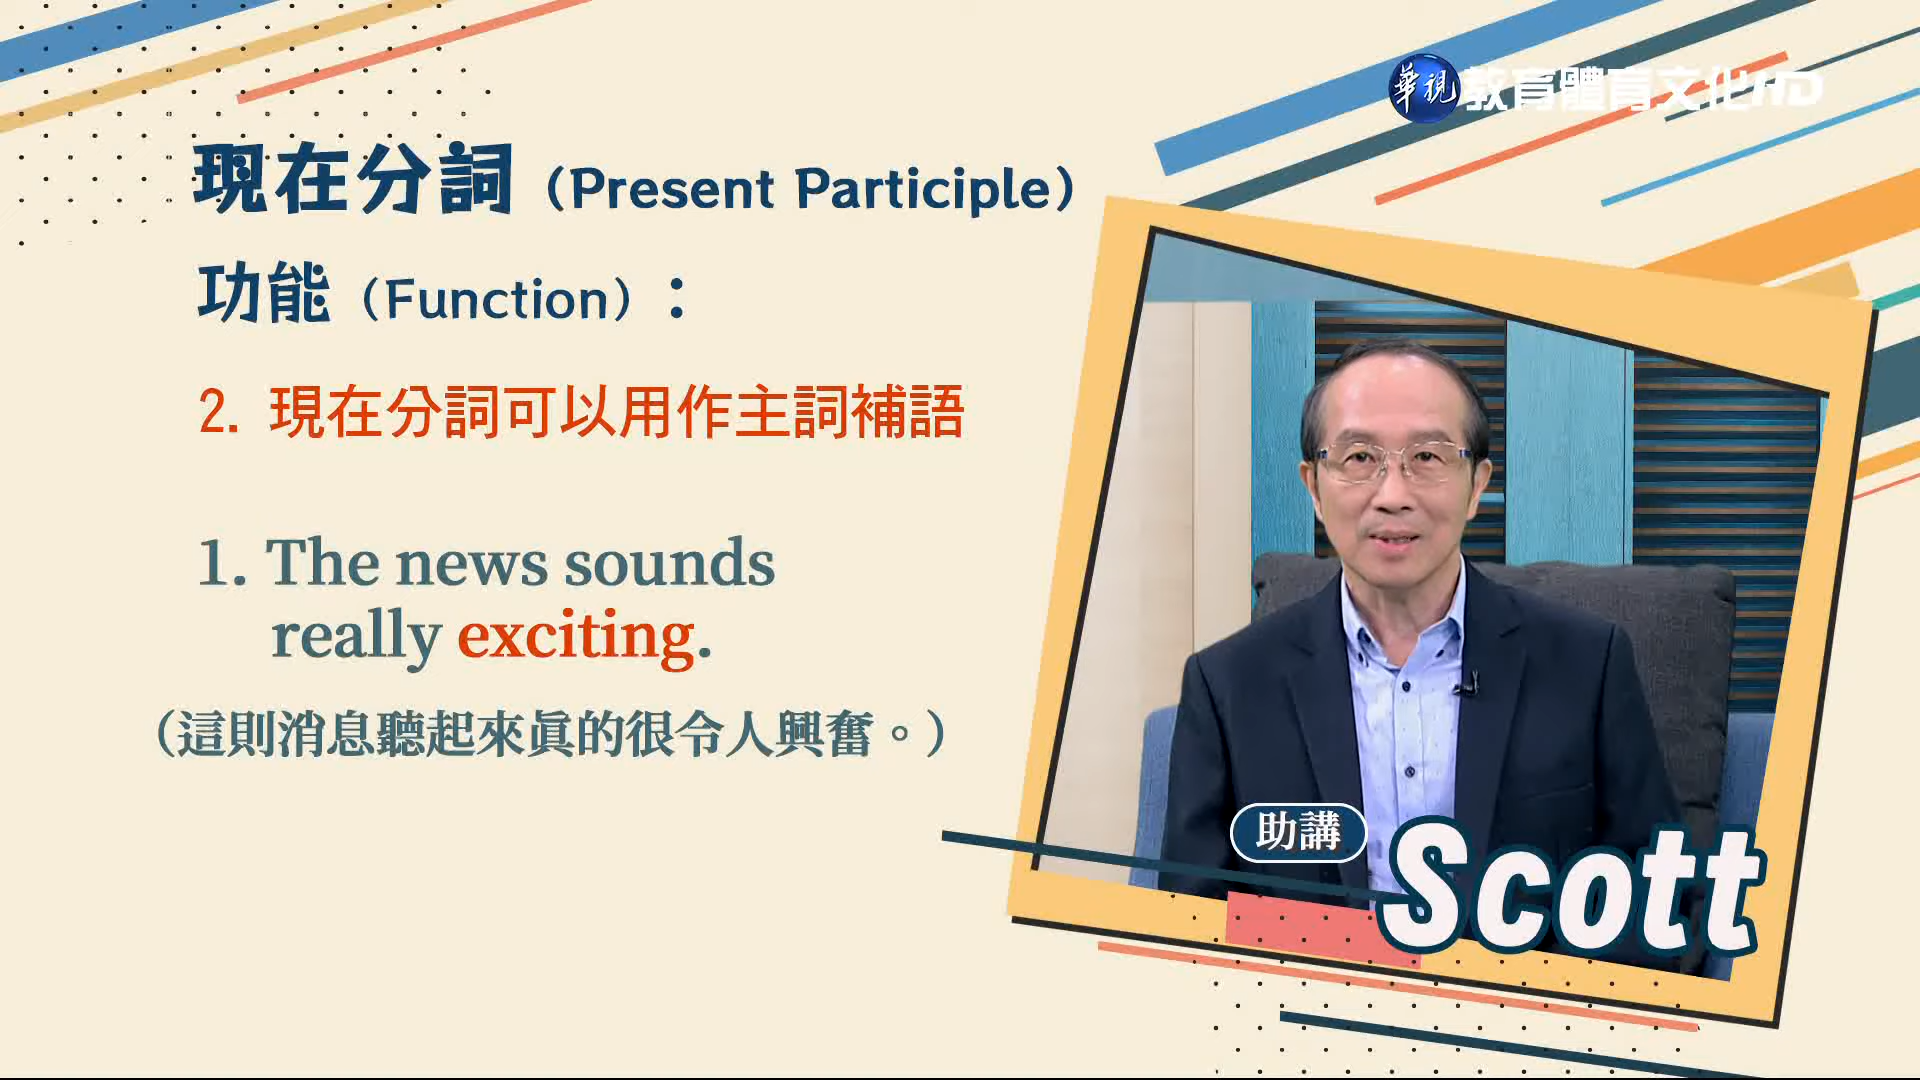 華視 教育體育文化HD
現在分詞（Present Participle）
功能（Function）：
2. 現在分詞可以用作主詞補語
1. The news sounds
really exciting.
（這則消息聽起來真的很令人興奮。）
助講
Scott